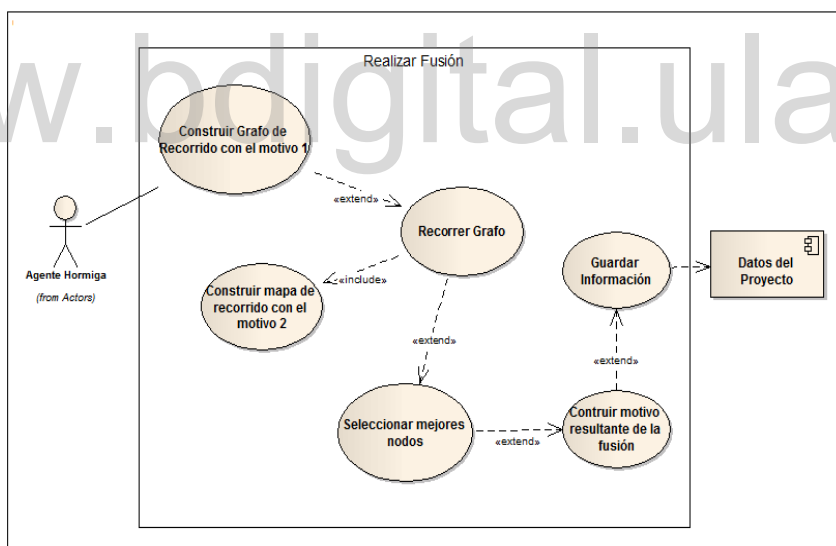 w.bdigital.ula
Realizar Fusión
Construir Grafo de
Recorrido con el motivo 1
«extend»
Agente Hormiga
(from Actors)
Recorrer Grafo
«include»
Construir mapa de
recorrido con el
motivo 2
Guardar
Información
Datos del
Proyecto
«extend»
«extend»
Seleccionar mejores
nodos
«extend»
Contruir motivo
resultante de la
fusión